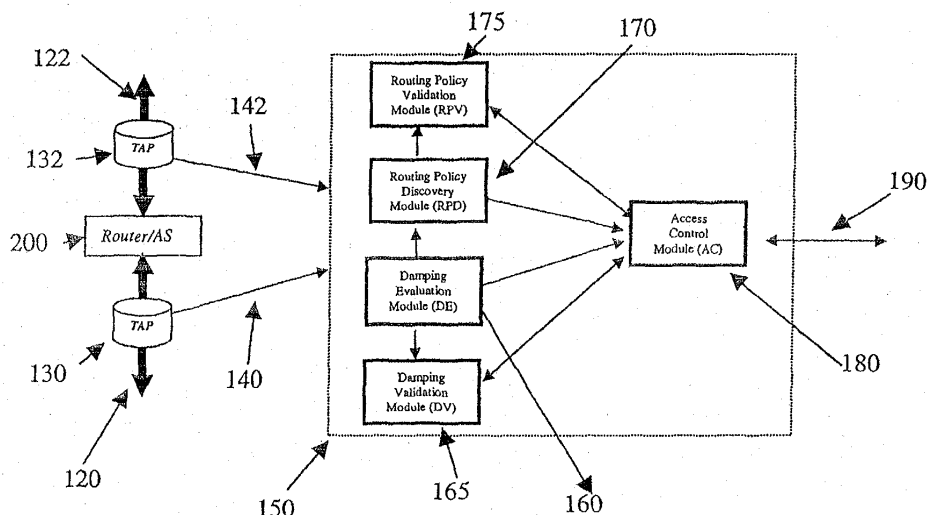 175
170
122
142
Routing Policy
Validation
Module (RPV)
TAP
132
190
Routing Policy
Discovery
Module (RPD)
Access
Control
Module (AC)
200
Router/AS
Damping
Evaluation
Module (DE)
TAP
130
140
180
Damping
Validation
Module (DV)
120
150
165
160